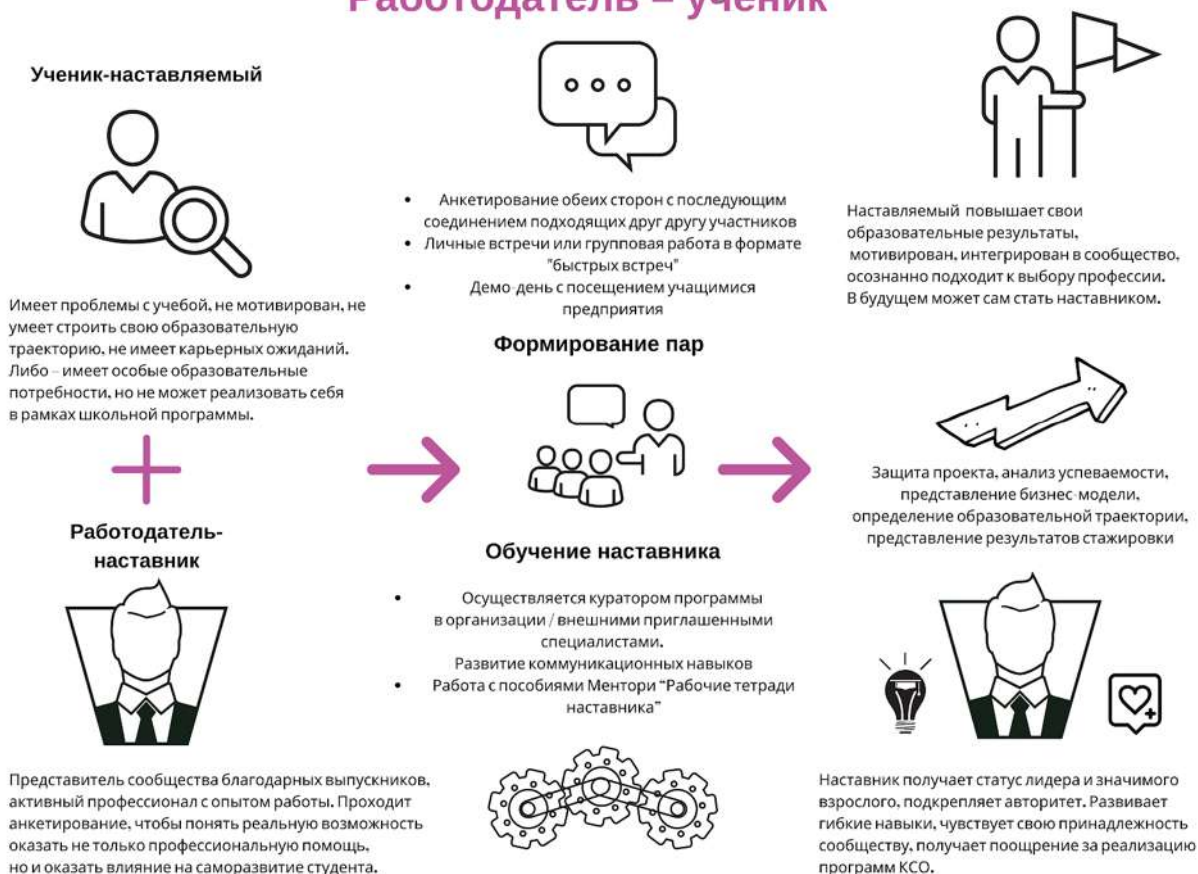 Работодатель – ученик
Ученик-наставляемый
Имеет проблемы с учебой, не мотивирован, не
умеет строить свою образовательную
траекторию, не имеет карьерных ожиданий.
Либо – имеет особые образовательные
потребности, но не может реализовать себя
в рамках школьной программы.
Работодатель-
наставник
Представитель сообщества благодарных выпускников,
активный профессионал с опытом работы. Проходит
анкетирование, чтобы понять реальную возможность
оказать не только профессиональную помощь,
но и оказать влияние на саморазвитие студента.
• Анкетирование обеих сторон с последующим
соединением подходящих друг другу участников
• Личные встречи или групповая работа в формате
"быстрых встреч"
• Демо-день с посещением учащимися
предприятия
Формирование пар
Обучение наставника
• Осуществляется куратором программы
в организации / внешними приглашенными
специалистами.
Развитие коммуникационных навыков
• Работа с пособиями Ментори “Рабочие тетради
наставника”
Наставляемый повышает свои
образовательные результаты,
мотивирован, интегрирован в сообщество,
осознанно подходит к выбору профессии.
В будущем может сам стать наставником.
Защита проекта, анализ успеваемости,
представление бизнес-модели,
определение образовательной траектории,
представление результатов стажировки
Наставник получает статус лидера и значимого
взрослого, подкрепляет авторитет. Развивает
гибкие навыки, чувствует свою принадлежность
сообществу, получает поощрение за реализацию
программ КСО.